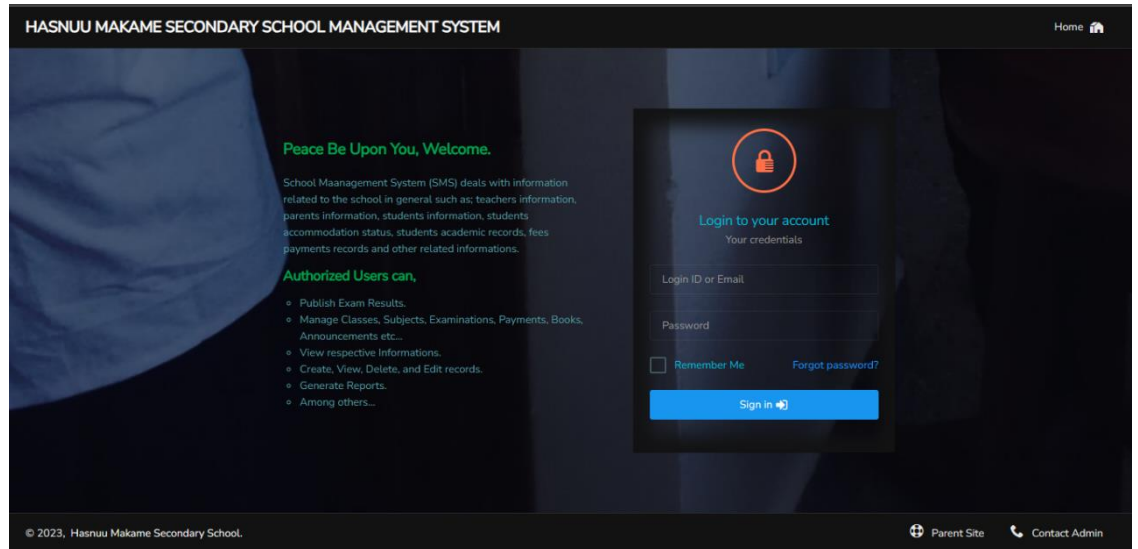 HASNUU MAKAME SECONDARY SCHOOL MANAGEMENT SYSTEM
Home
Peace Be Upon You, Welcome.
School Maanagement System (SMS) deals with information
related to the school in general such as; teachers information,
parents information, students information, students
accommodation status, students academic records, fees
payments records and other related informations.
Authorized Users can,
Publish Exam Results.
Manage Classes, Subjects, Examinations, Payments, Books,
Announcements etc...
View respective Informations.
Create, View, Delete, and Edit records.
Generate Reports.
Among others...
Login to your account
Your credentials
Login ID or Email
Password
Remember Me
Forgot password?
Sign in
© 2023, Hasnuu Makame Secondary School.
Parent Site
Contact Admin